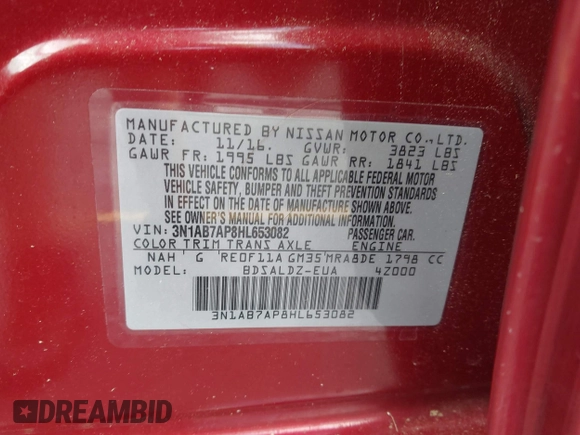 MANUFACTURED BY NISSAN MOTOR CO.,LTD.
DATE: 11/16. GVWR: 3823 LBS
GAWR FR: 1995 LBS GAWR RR: 1841 LBS
THIS VEHICLE CONFORMS TO ALL APPLICABLE FEDERAL MOTOR
VEHICLE SAFETY, BUMPER AND THEFT PREVENTION STANDARDS
IN EFFECT ON THE DATE OF MANUFACTURE SHOWN ABOVE.
SEE OWNER'S MANUAL FOR ADDITIONAL INFORMATION.
VIN: 3N1AB7AP8HL653082 PASSENGER CAR.
COLOR TRIM TRANS AXLE ENGINE
NAH G RE0F11A GM35 MRA8DE 1798 CC
MODEL: BDSALDZ-EUA 4Z000
3N1AB7AP8HL653082
DREAMBID